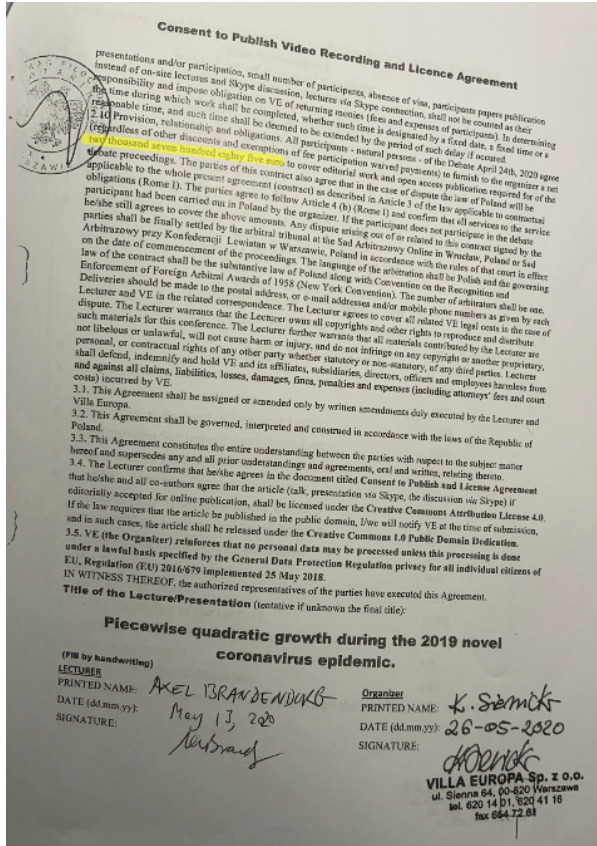 Consent to Publish Video Recording and Licence Agreement
presentations and/or participation, small number of participants, absence of visa, participants papers publication
instead of on-site lectures and Skype discussion, lectures via Skype connection, shall not be counted as their
responsibility and impose obligation on VE of returning monies (fees and expenses of participants). In determining
the time during which work shall be completed, whether such time is designated by a fixed date, a fixed time or a
reasonable time, and such time shall be deemed to be extended by the period of such delay if occured.
2.10 Provision, relationship and obligations. All participants - natural persons - of the Debate April 24th, 2020 agree
(regardless of other discounts and exemptions of fee participation waived payments) to furnish to the organizer a net
two thousand seven hundred eighty five euro to cover editorial work and open access publication required for of the
debate proceedings. The parties of this contract also agree that in case of dispute the law of Poland will be
applicable to the whole present agreement (contract) as described in Article 3 of the law applicable to contractual
obligations (Rome I). The parties agree to follow Article 4 (b) (Rome I) and confirm that all services to the
participant had been carried out in Poland by the organizer. If the participant does not participate in the debate
he/she still agrees to cover the above amounts. Any dispute arising out of or related to this contract signed by the
parties shall be finally settled by the arbitral tribunal at the Sad Arbitrazowy Online in Wrocław, Poland or Sad
Arbitrazowy przy Konfederacji Lewiatan w Warszawie, Poland in accordance with the rules of that court in effect
on the date of commencement of the proceedings. The language of the arbitration shall be Polish and the governing
law of the contract shall be the substantive law of Poland along with Convention on the Recognition and
Enforcement of Foreign Arbitral Awards of 1958 (New York Convention). The number of arbitrators shall be one.
Deliveries should be made to the postal address, or e-mail addresses and/or mobile phone numbers as given by each
Lecturer and VE in the related correspondence. The Lecturer agrees to cover all related VE legal costs in the case of
dispute. The Lecturer warrants that the Lecturer owns all copyrights and other rights to reproduce and distribute
such materials for this conference. The Lecturer further warrants that all materials contributed by the Lecturer are
not libelous or unlawful, will not cause harm or injury, and do not infringe on any copyright or another proprietary,
personal, or contractual rights of any other party whether statutory or non-statutory, of any third parties. Lecturer
shall defend, indemnify and hold VE and its affiliates, subsidiaries, directors, officers and employees harmless from
and against all claims, liabilities, losses, damages, fines, penalties and expenses (including attorneys' fees and court
costs) incurred by VE.
3.1. This Agreement shall be assigned or amended only by written amendments duly executed by the Lecturer and
Villa Europa.
3.2. This Agreement shall be governed, interpreted and construed in accordance with the laws of the Republic of
Poland.
3.3. This Agreement constitutes the entire understanding between the parties with respect to the subject matter
hereof and supersedes any and all prior understandings and agreements, oral and written, relating thereto.
3.4. The Lecturer confirms that he/she agrees in the document titled Consent to Publish and License Agreement
that he/she and all co-authors agree that the article (talk, presentation via Skype, the discussion via Skype) if
editorially accepted for online publication, shall be licensed under the Creative Commons Attribution License 4.0.
If the law requires that the article be published in the public domain, I/we will notify VE at the time of submission,
and in such cases, the article shall be released under the Creative Commons 1.0 Public Domain Dedication.
3.5. VE (the Organizer) reinforces that no personal data may be processed unless this processing is done
under a lawful basis specified by the General Data Protection Regulation privacy for all individual citizens of
EU, Regulation (EU) 2016/679 implemented 25 May 2018.
IN WITNESS THEREOF, the authorized representatives of the parties have executed this Agreement.
Title of the Lecture/Presentation (tentative if unknown the final title):
Piecewise quadratic growth during the 2019 novel
coronavirus epidemic.
(Fill by handwriting)
LECTURER
PRINTED NAME: AXEL BRANDENBURG
DATE (dd.mm.yy): May 13, 2020
SIGNATURE:
Organizer
PRINTED NAME: K. Siernicki
DATE (dd.mm.yy): 26-05-2020
SIGNATURE:
VILLA EUROPA Sp. z o.o.
ul. Sienna 64, 00-820 Warszawa
tel. 620 14 01, 620 41 16
fax 654 72 61